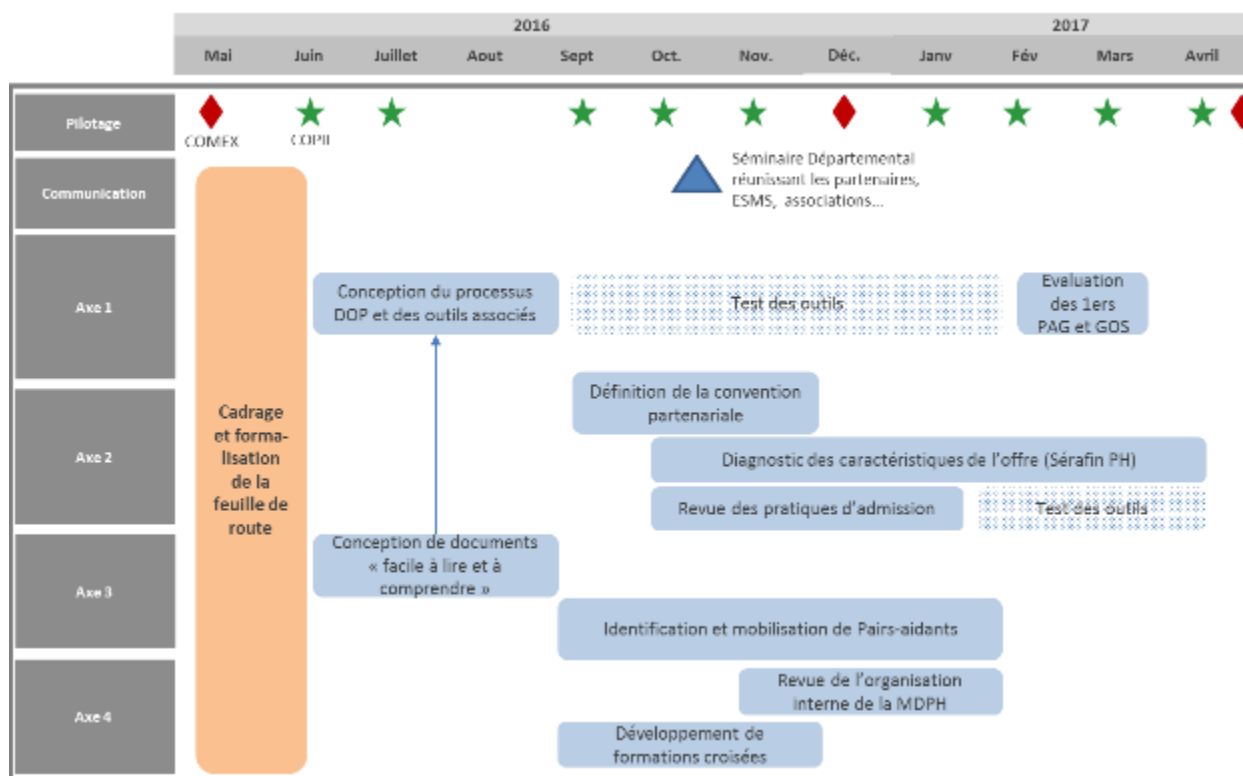 2016
2017
Mai
Juin
Juillet
Aout
Sept
Oct.
Nov.
Déc.
Janv
Fév
Mars
Avril
Pilotage
COMEX
COPIl
Communication
Séminaire Départemental
réunissant les partenaires,
ESMS, associations...
Axe 1
Conception du processus
DOP et des outils associés
Test des outils
Evaluation
des 1ers
PAG et GOS
Cadrage
et forma-
lisation
de la
feuille de
route
Axe 2
Définition de la convention
partenariale
Diagnostic des caractéristiques de l'offre (Sérafin PH)
Revue des pratiques d'admission
Test des outils
Axe 3
Conception de documents
« facile à lire et à
comprendre »
Identification et mobilisation de Pairs-aidants
Axe 4
Revue de l'organisation
interne de la MDPH
Développement de
formations croisées